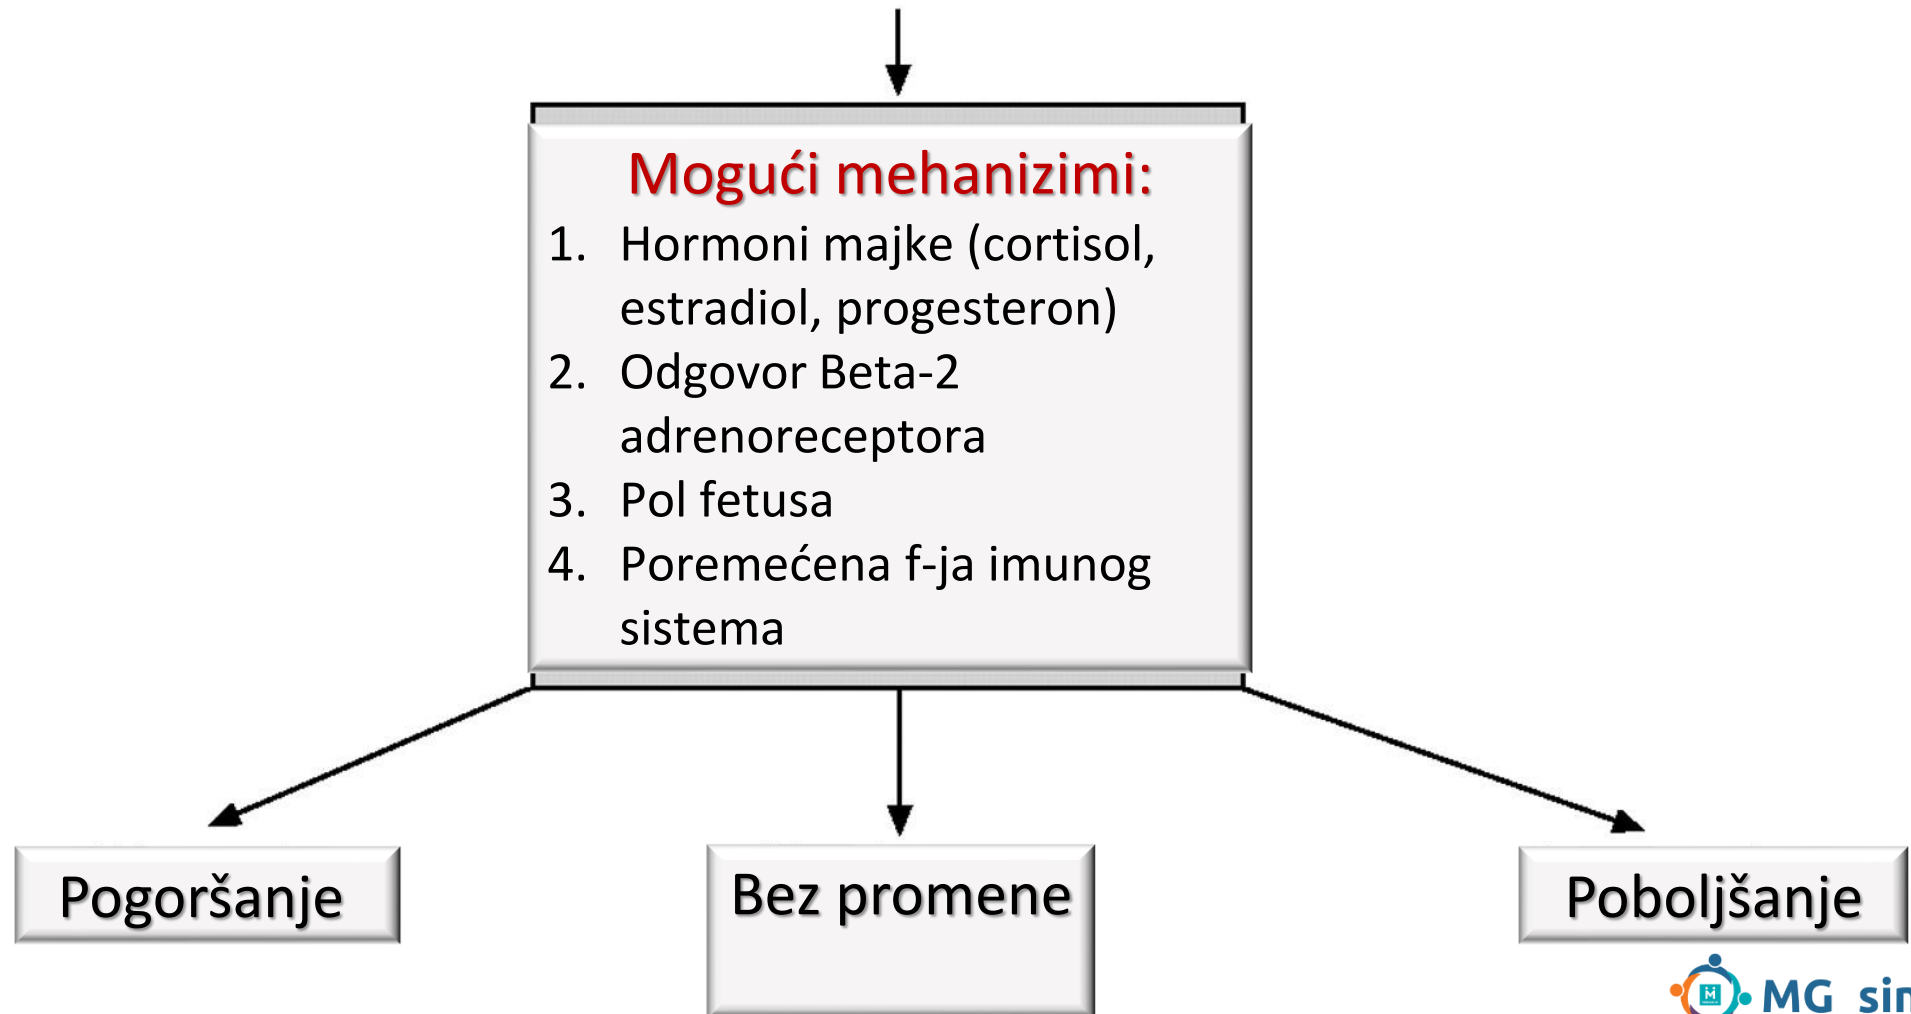 Mogući mehanizimi:
1. Hormoni majke (cortisol,
estradiol, progesteron)
2. Odgovor Beta-2
adrenoreceptora
3. Pol fetusa
4. Poremećena f-ja imunog
sistema
Pogoršanje
Bez promene
Poboljšanje
MG